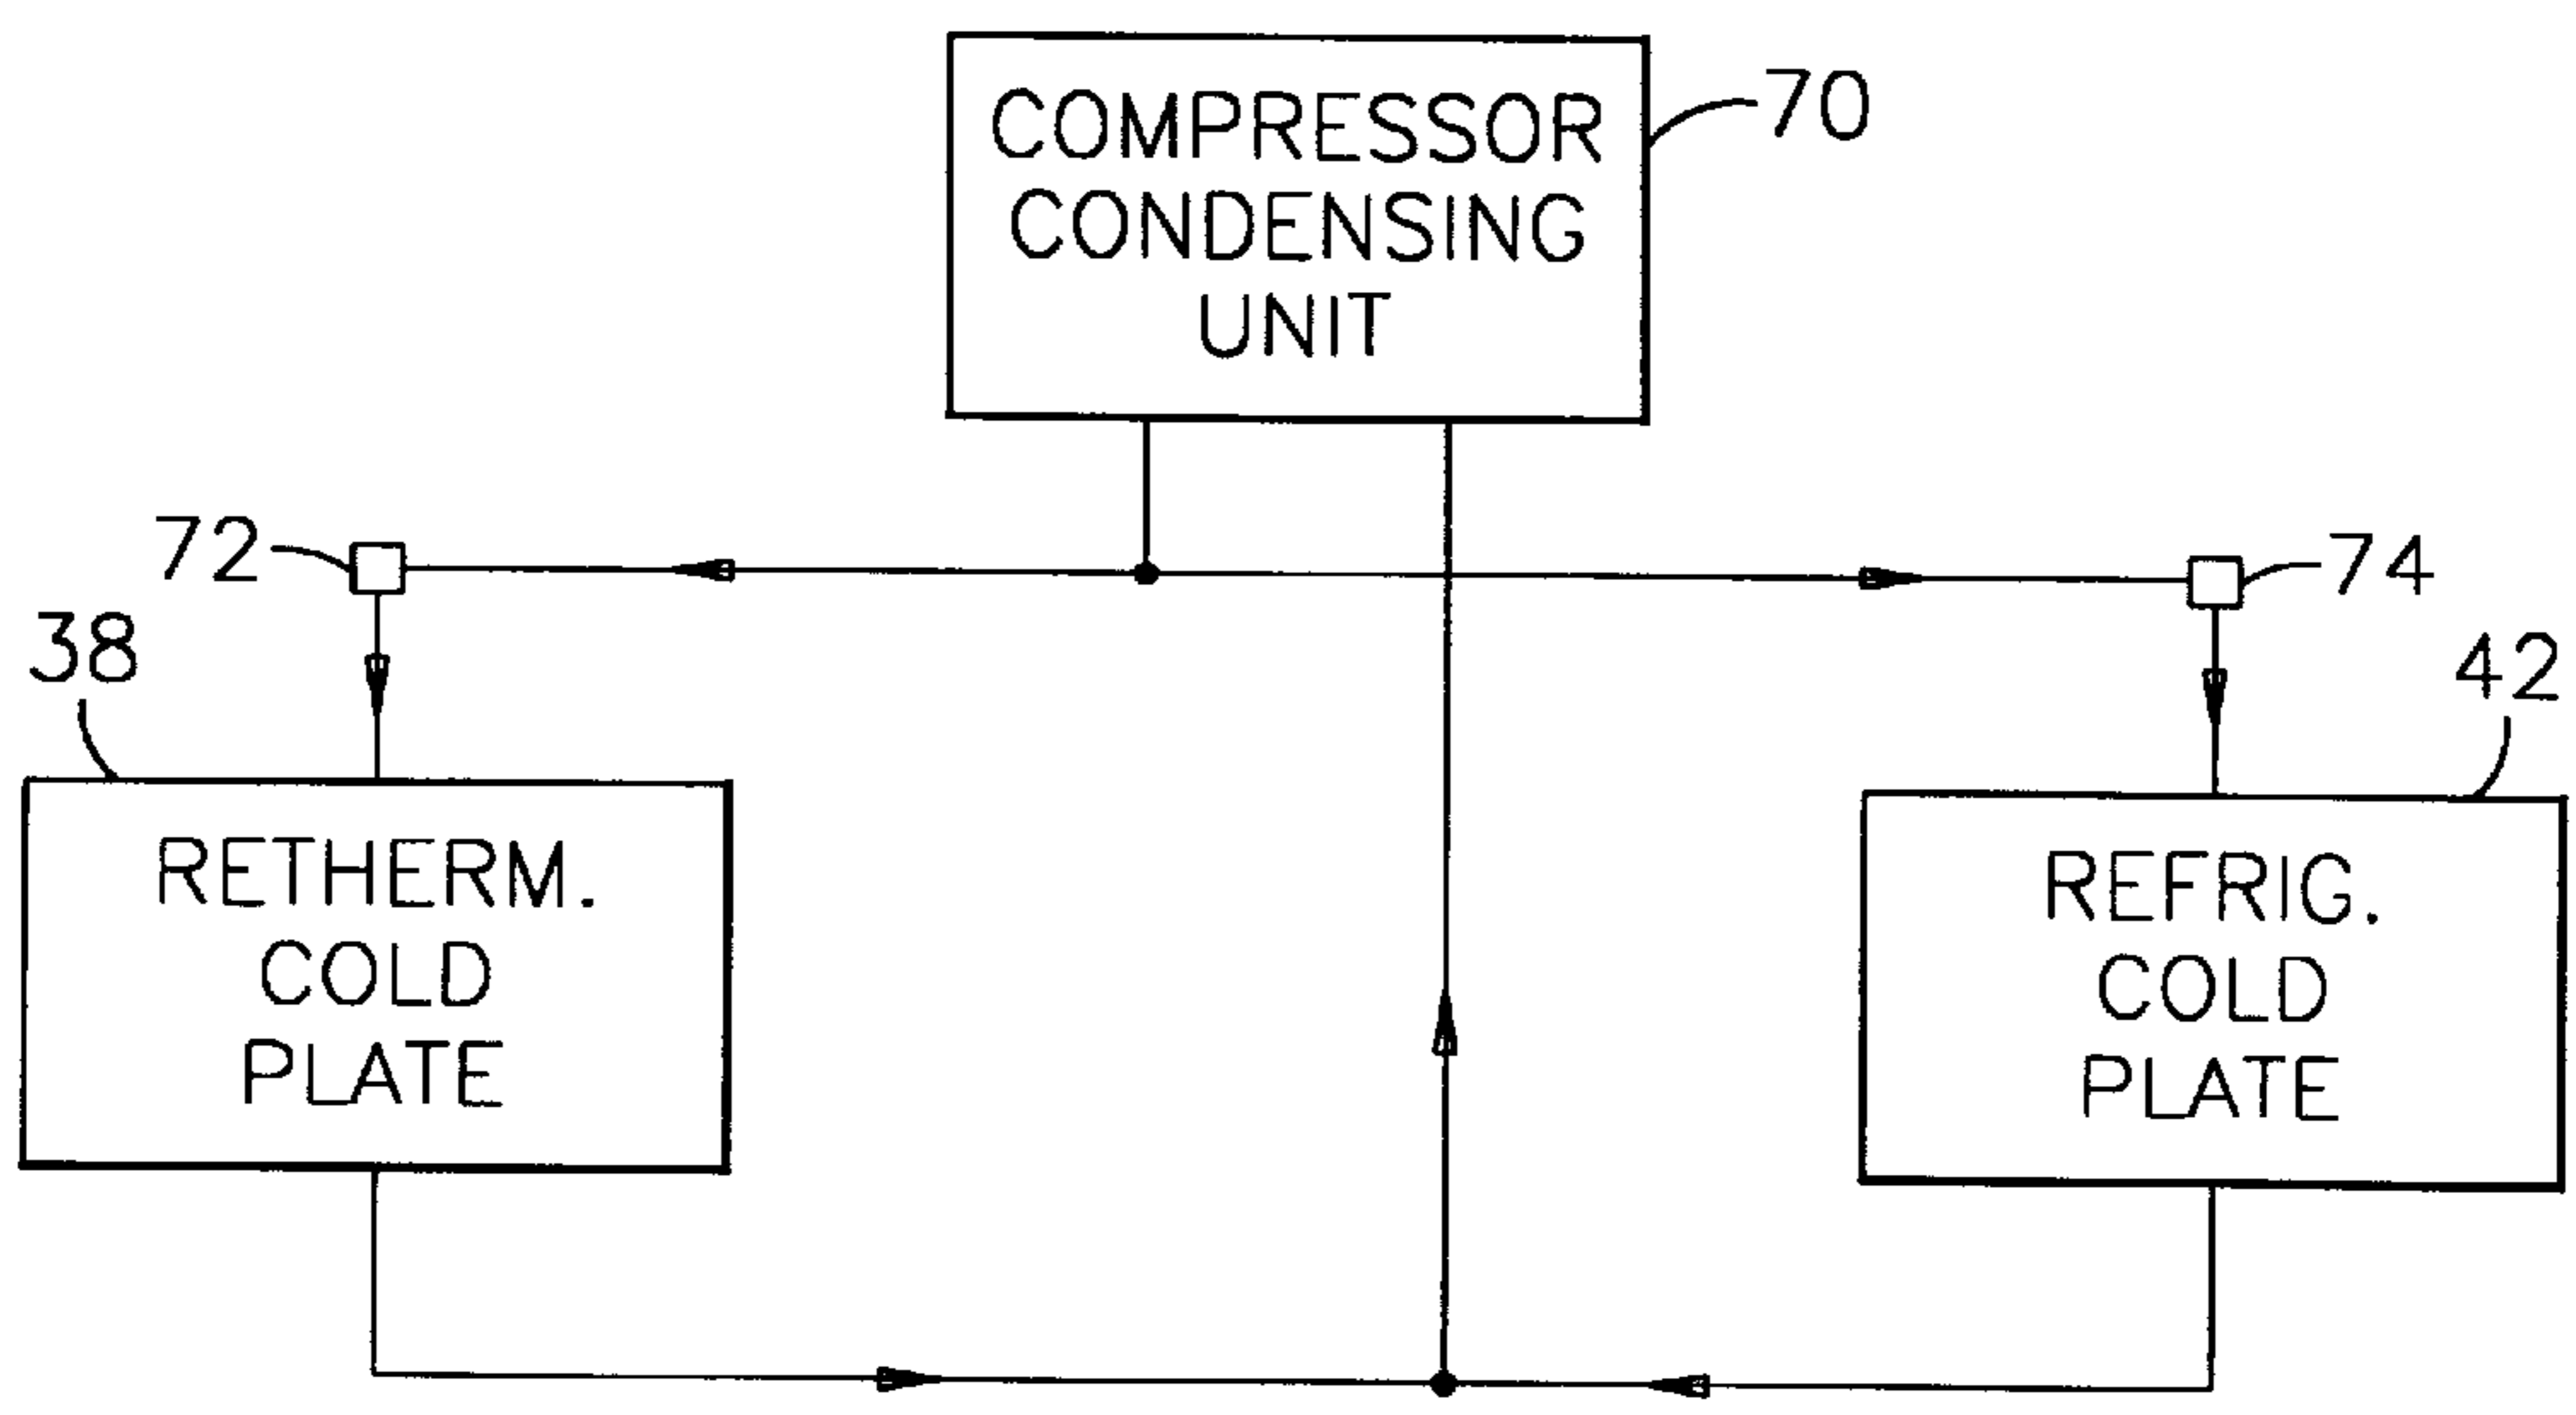 COMPRESSOR
CONDENSING
UNIT
70
72
74
38
42
RETHERM.
COLD
PLATE
REFRIG.
COLD
PLATE